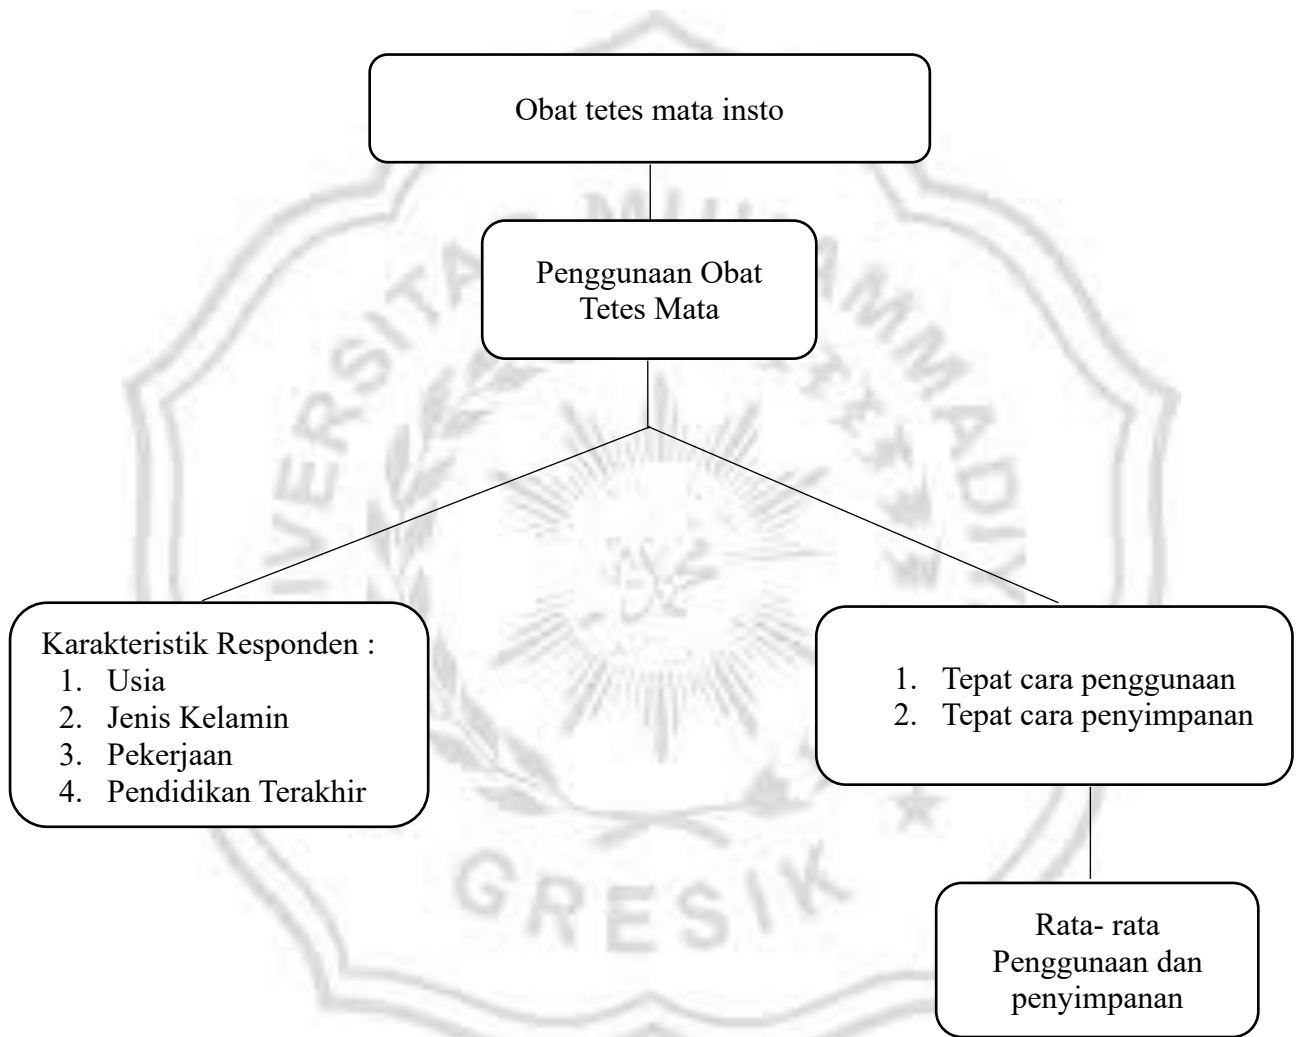 Obat tetes mata insto
Penggunaan Obat
Tetes Mata
Karakteristik Responden :
1. Usia
2. Jenis Kelamin
3. Pekerjaan
4. Pendidikan Terakhir
1. Tepat cara penggunaan
2. Tepat cara penyimpanan
Rata- rata
Penggunaan dan
penyimpanan
GRESIK